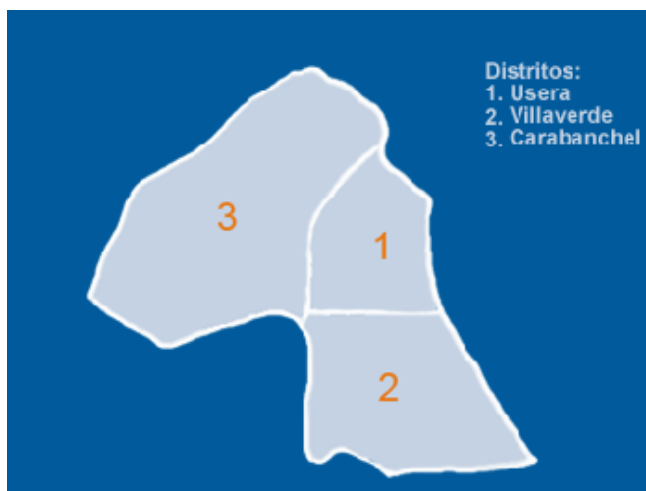 Distritos:
1. Usera
2. Villaverde
3. Carabanchel
3
1
2